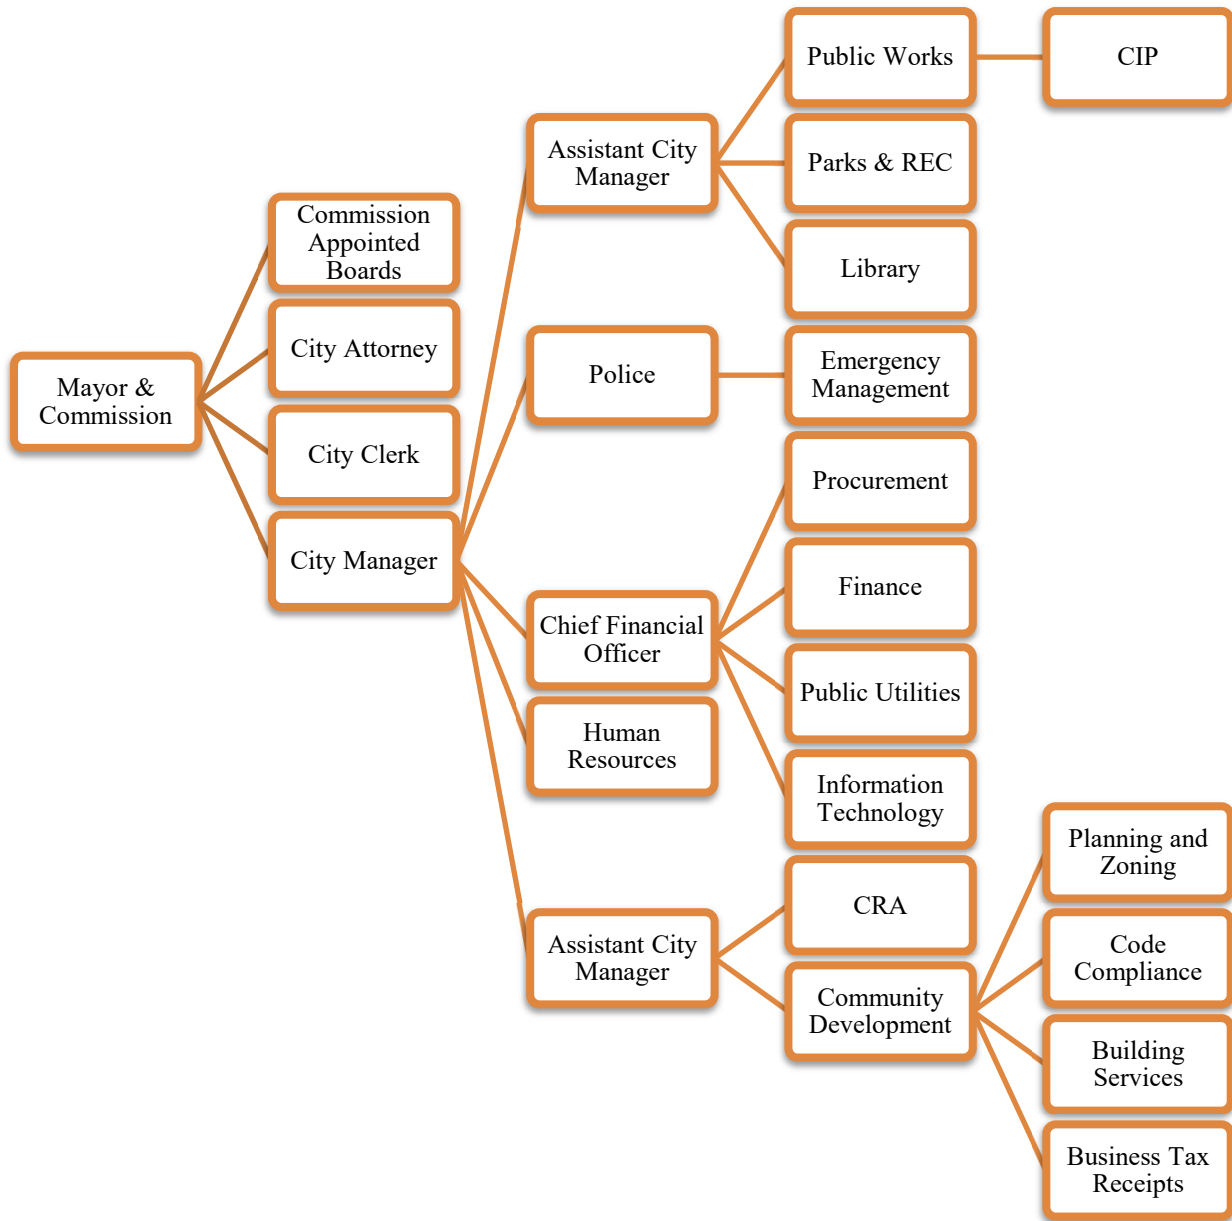 Mayor &
Commission
Commission
Appointed
Boards
City Attorney
City Clerk
City Manager
Assistant City
Manager
Public Works
CIP
Parks & REC
Library
Police
Emergency
Management
Chief Financial
Officer
Procurement
Finance
Public Utilities
Information
Technology
Human
Resources
Assistant City
Manager
CRA
Community
Development
Planning and
Zoning
Code
Compliance
Building
Services
Business Tax
Receipts